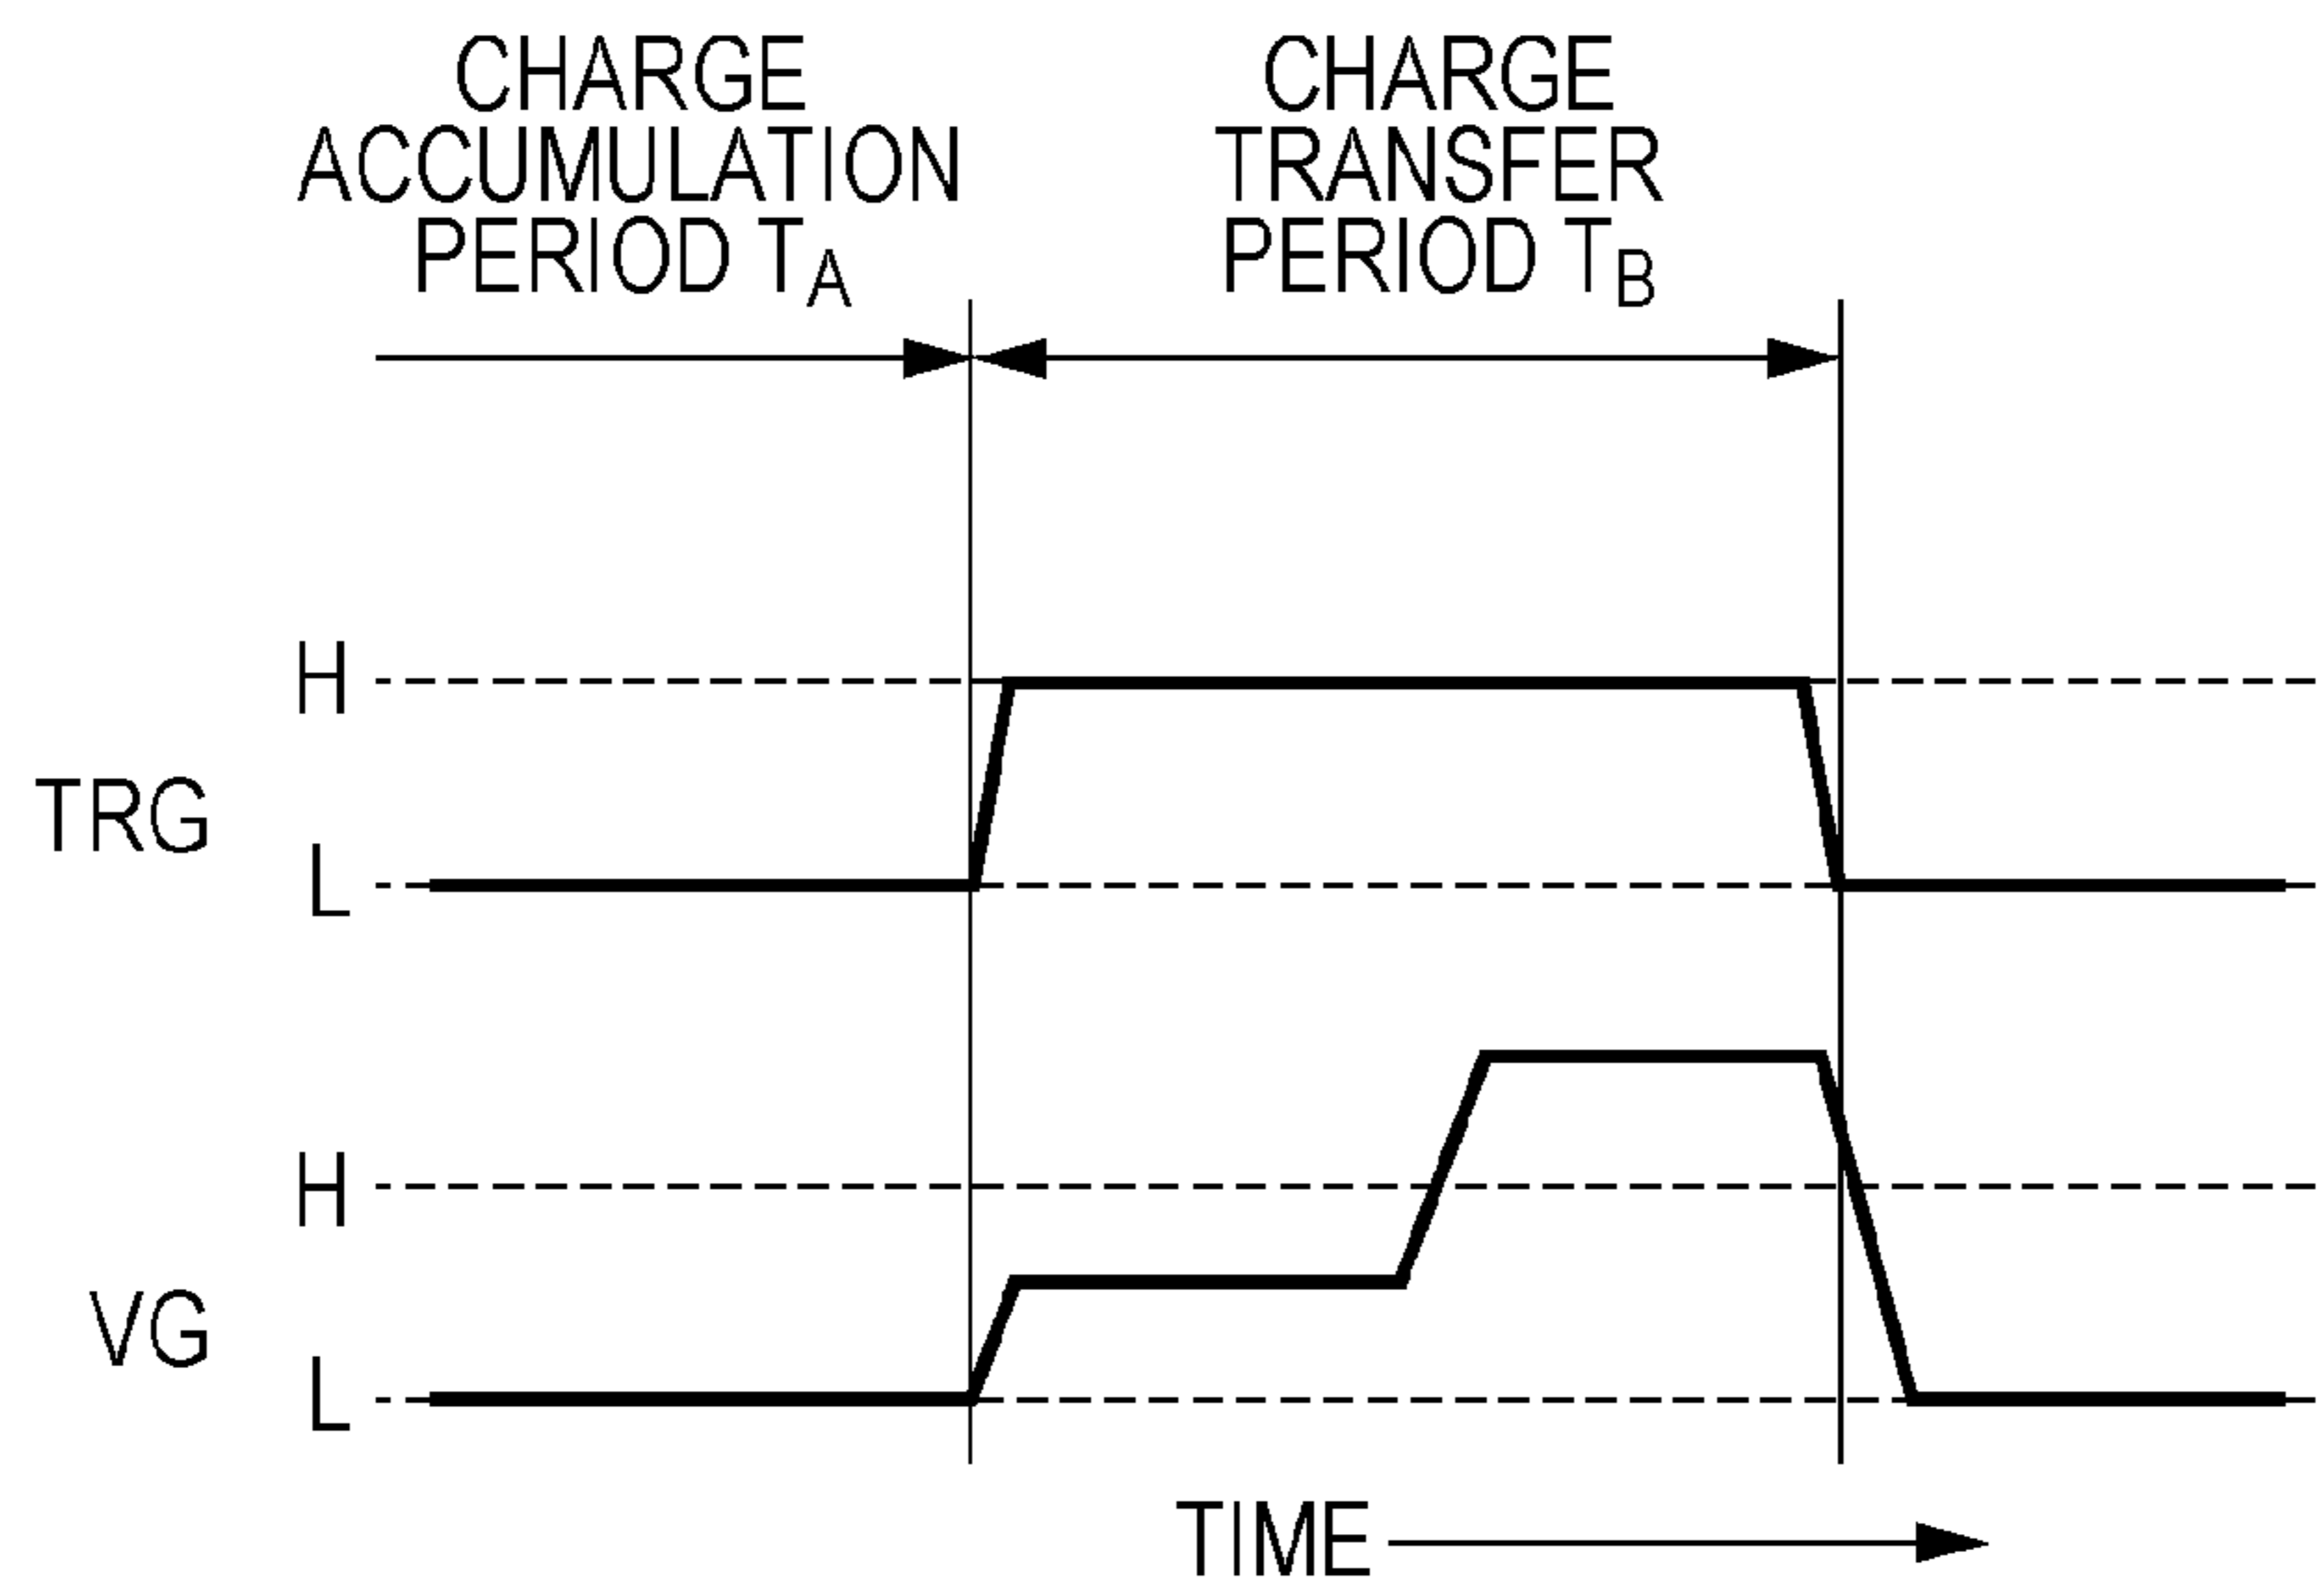 CHARGE
ACCUMULATION
PERIOD TA
CHARGE
TRANSFER
PERIOD TB
H
TRG
L
H
VG
L
TIME